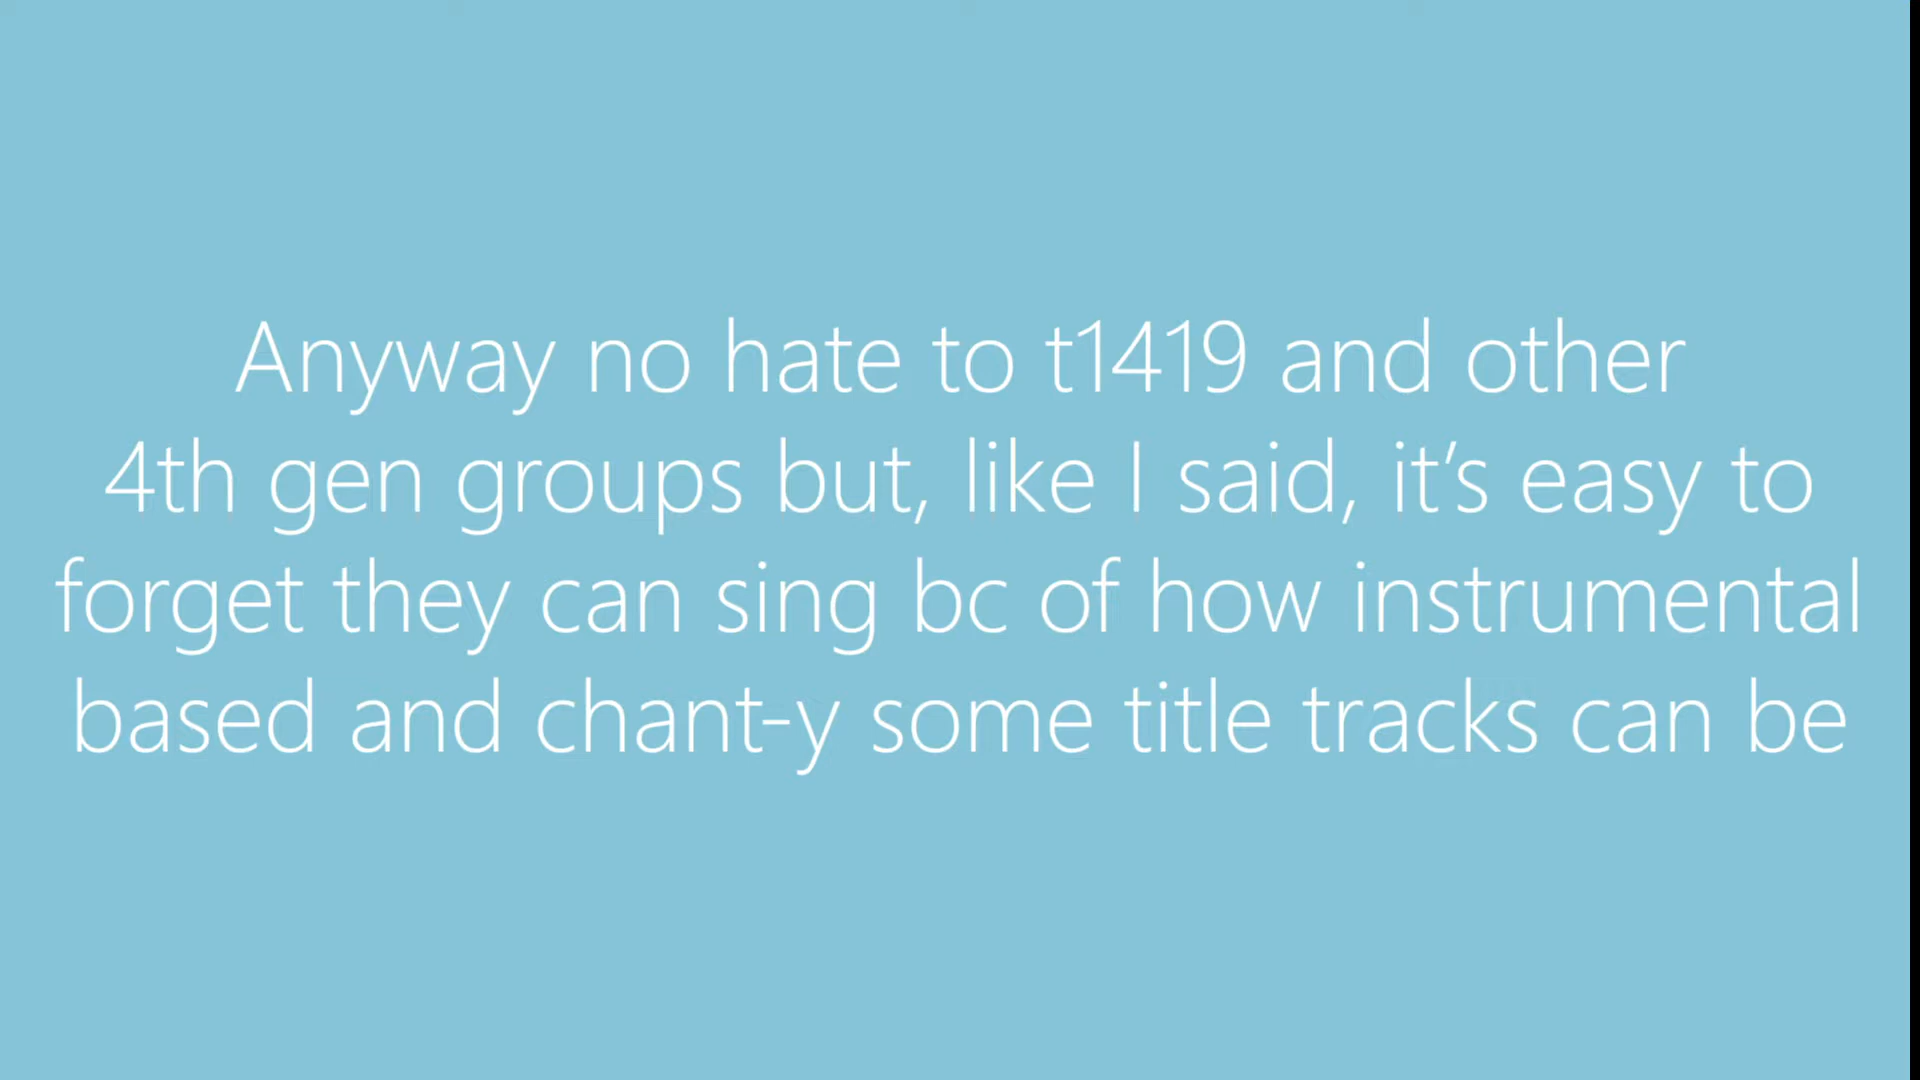 Anyway no hate to t1419 and other
4th gen groups but, like I said, it’s easy to
forget they can sing bc of how instrumental
based and chant-y some title tracks can be